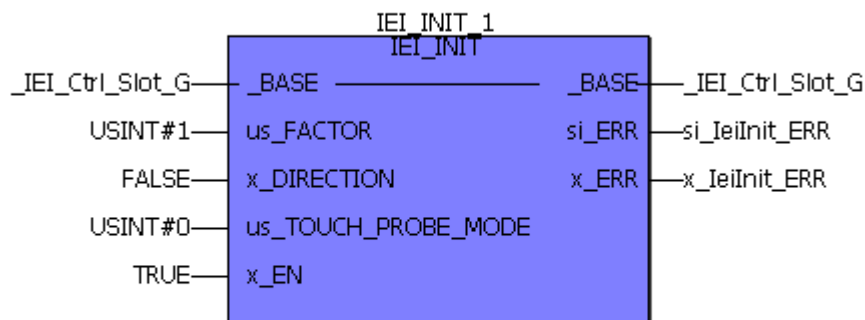 IEI_INIT_1
IEI_INIT
_IEI_Ctrl_Slot_G _BASE _BASE _IEI_Ctrl_Slot_G
USINT#1 us_FACTOR si_ERR si_IeiInit_ERR
FALSE x_DIRECTION x_ERR x_IeiInit_ERR
USINT#0 us_TOUCH_PROBE_MODE
TRUE x_EN